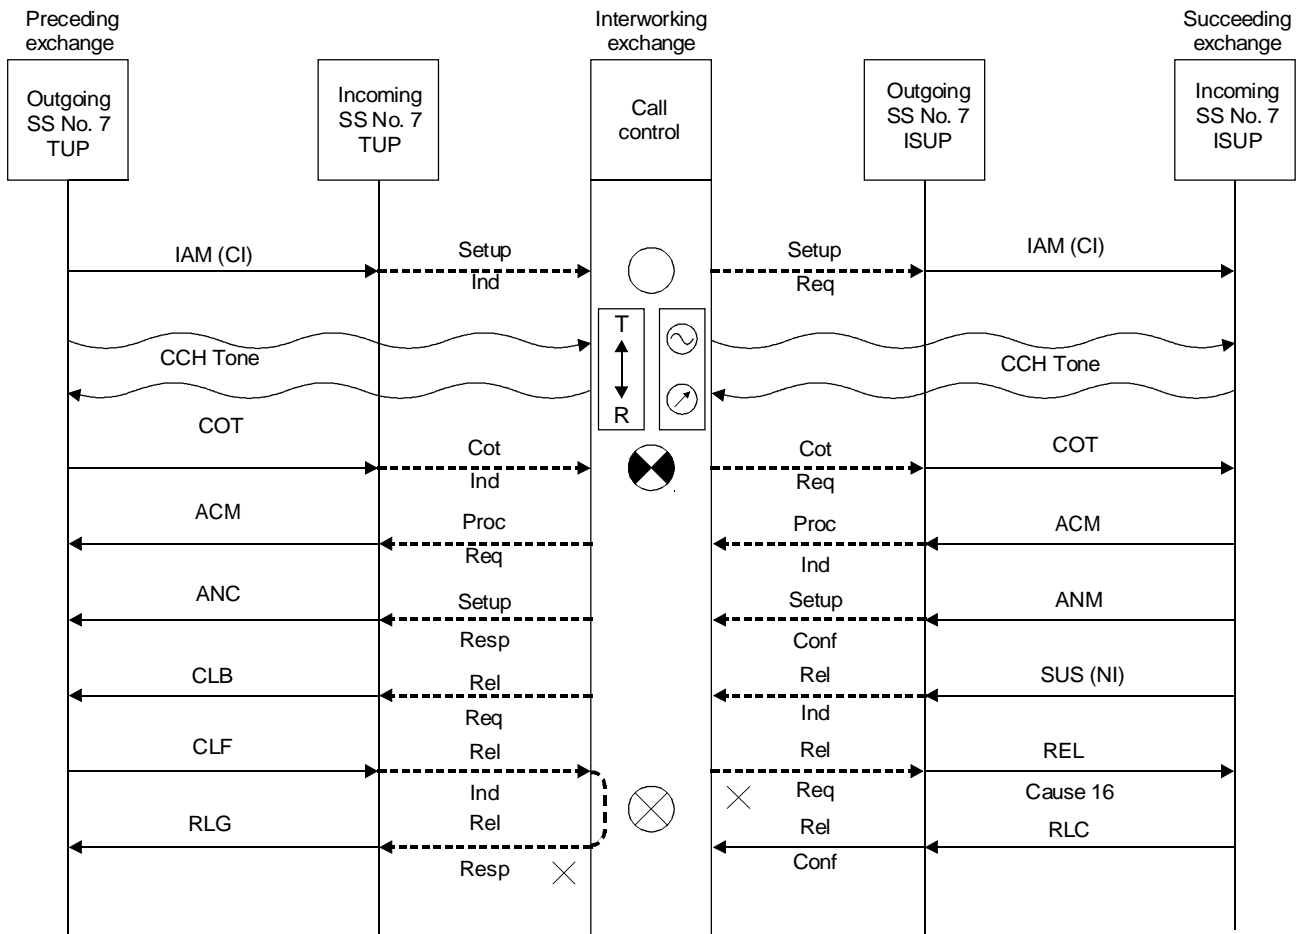 Preceding
exchange
Interworking
exchange
Succeeding
exchange
Outgoing
SS No. 7
TUP
Incoming
SS No. 7
TUP
Call
control
Outgoing
SS No. 7
ISUP
Incoming
SS No. 7
ISUP
IAM (CI)
Setup
Ind
Setup
Req
IAM (CI)
CCH Tone
T
R
CCH Tone
COT
Cot
Ind
Cot
Req
COT
ACM
Proc
Req
Proc
Ind
ACM
ANC
Setup
Resp
Setup
Conf
ANM
CLB
Rel
Req
Rel
Ind
SUS (NI)
CLF
Rel
Ind
Rel
Req
REL
Cause 16
RLG
Rel
Resp
Rel
Conf
RLC